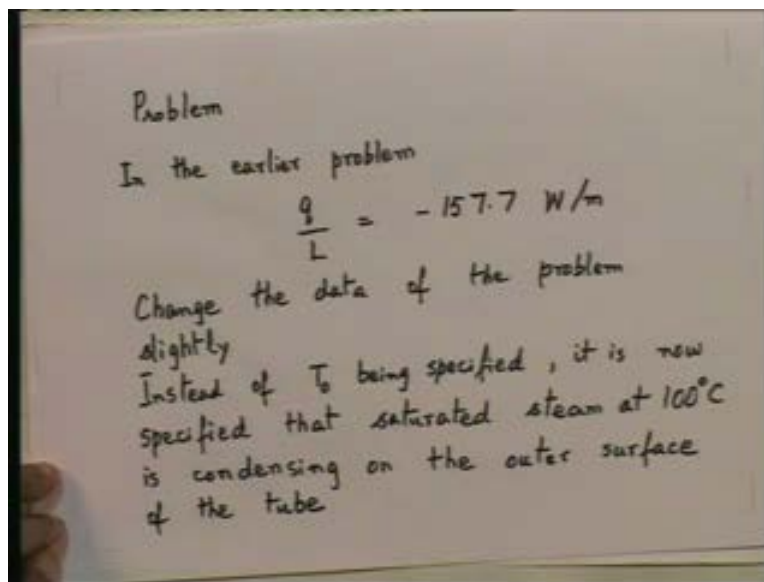 Problem
In the earlier problem
q
— = - 157.7 W/m
L
Change the data of the problem
slightly
Instead of To being specified, it is now
specified that saturated steam at 100°C
is condensing on the outer surface
of the tube